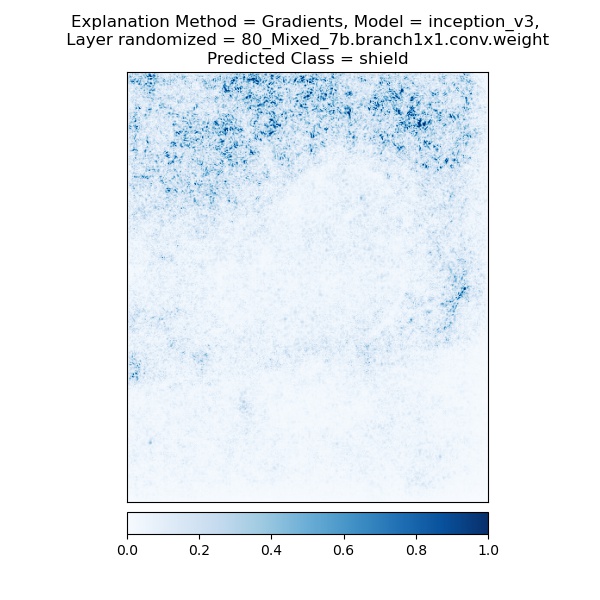 Explanation Method = Gradients, Model = inception_v3,
Layer randomized = 80_Mixed_7b.branch1x1.conv.weight
Predicted Class = shield
0.0 0.2 0.4 0.6 0.8 1.0